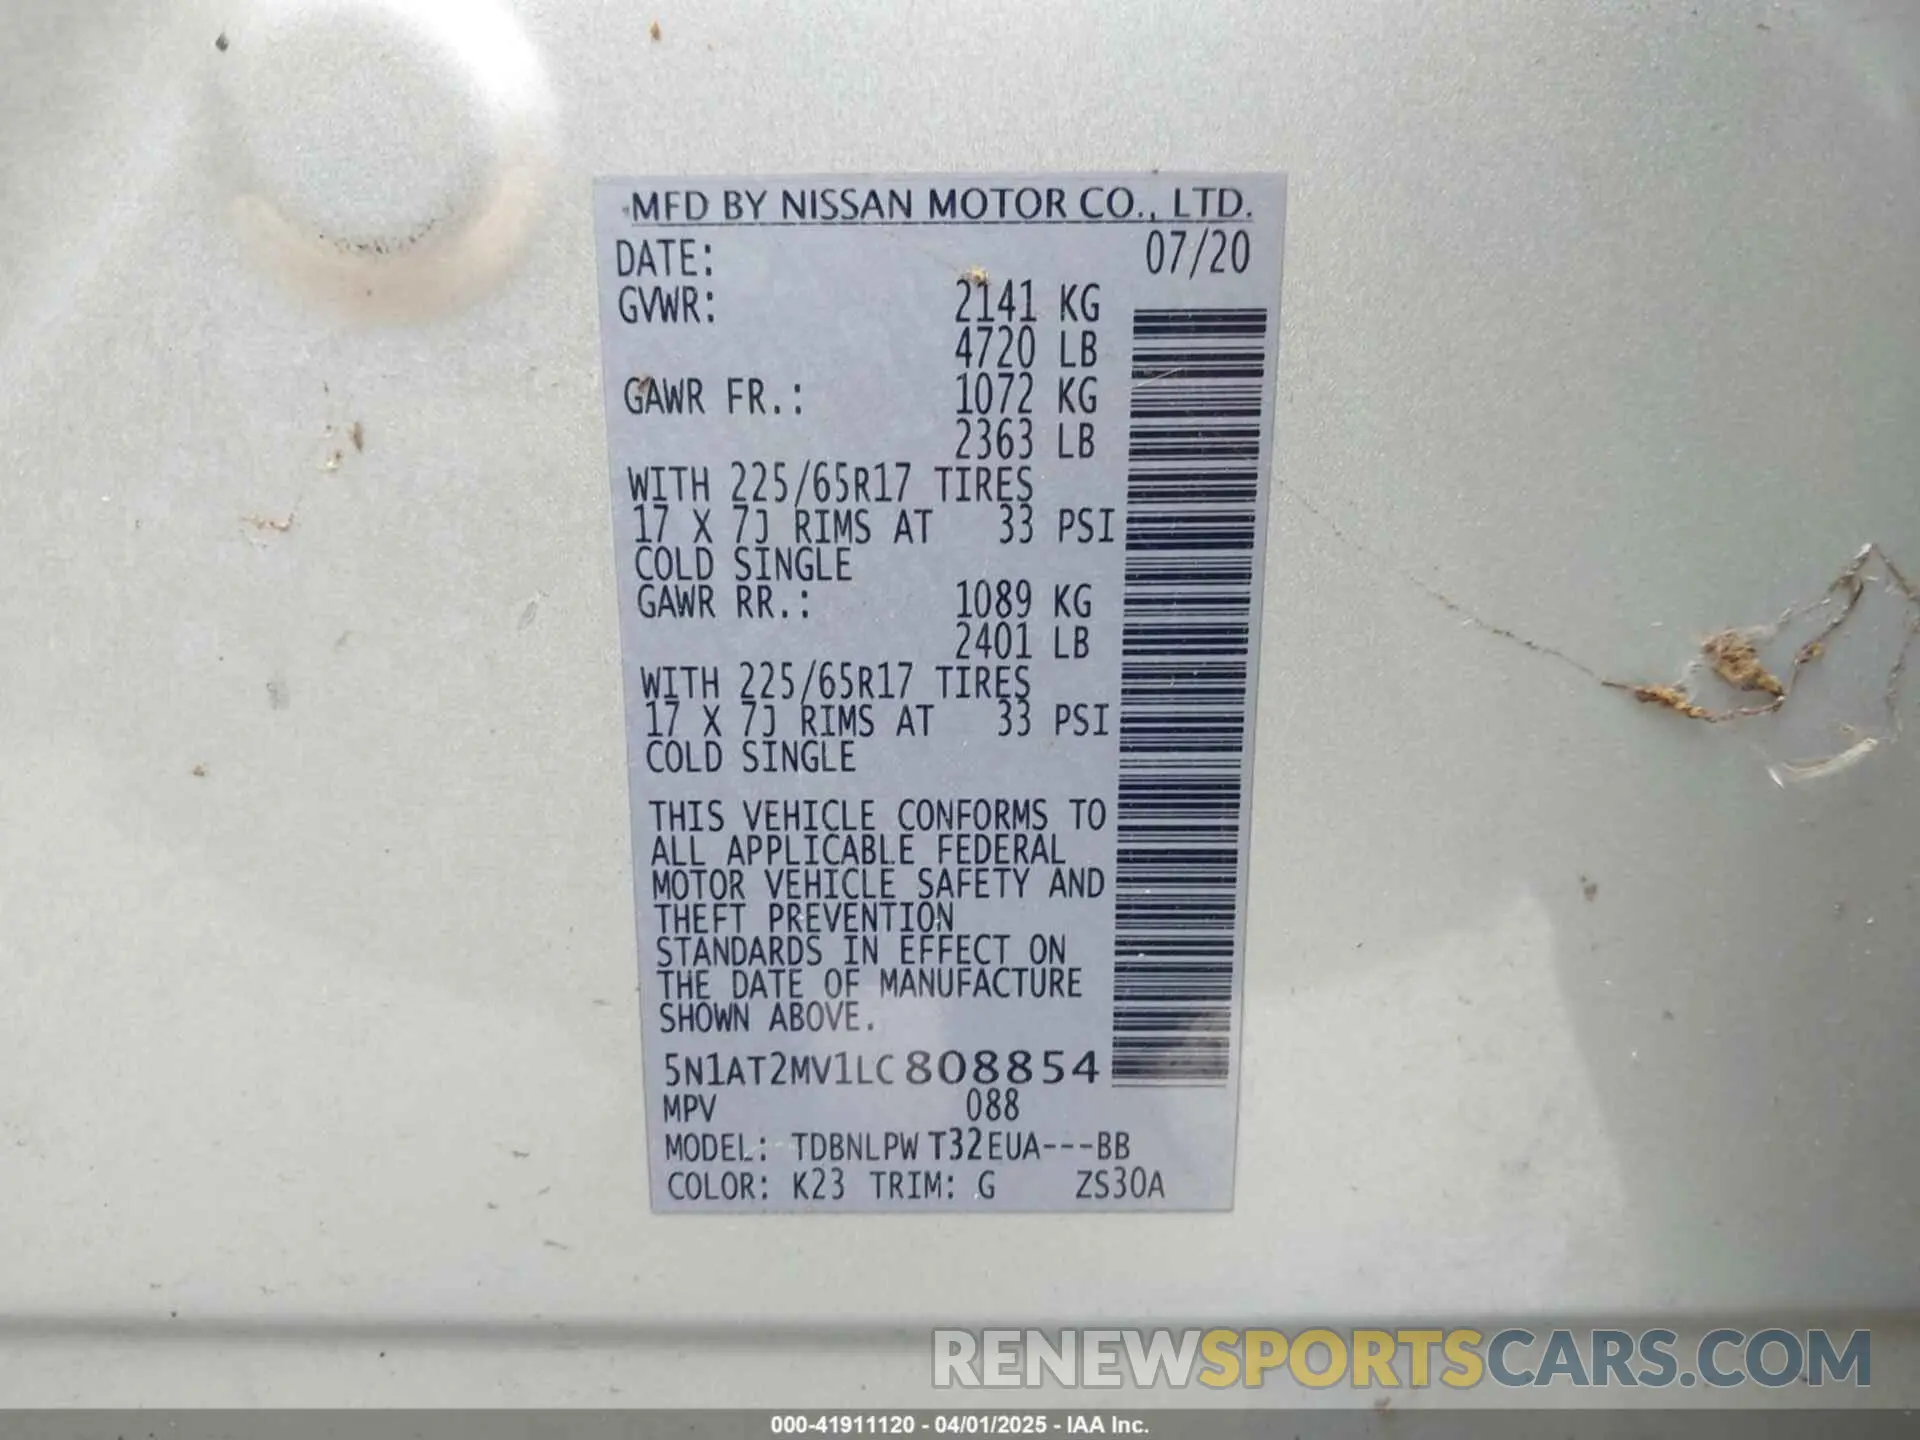 MFD BY NISSAN MOTOR CO., LTD.
DATE: 07/20
GVWR: 2141 KG
4720 LB
GAWR FR.: 1072 KG
2363 LB
WITH 225/65R17 TIRES
17 X 7J RIMS AT 33 PSI
COLD SINGLE
GAWR RR.: 1089 KG
2401 LB
WITH 225/65R17 TIRES
17 X 7J RIMS AT 33 PSI
COLD SINGLE
THIS VEHICLE CONFORMS TO
ALL APPLICABLE FEDERAL
MOTOR VEHICLE SAFETY AND
THEFT PREVENTION
STANDARDS IN EFFECT ON
THE DATE OF MANUFACTURE
SHOWN ABOVE.
5N1AT2MV1LC808854
MPV 088
MODEL: TDBNLPW T32EUA---BB
COLOR: K23 TRIM: G ZS30A
RENEWSPORTSCARS.COM
000-41911120 - 04/01/2025 - IAA Inc.